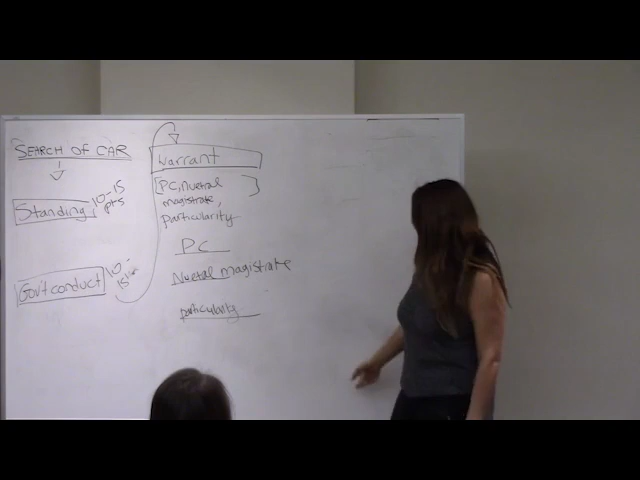 SEARCH OF CAR
Standing
10-15
pts
Gov't conduct
10-
15
Warrant
[PC, Nuetral
magistrate,
particularity
]
PC
Nuetral magistrate
particularity